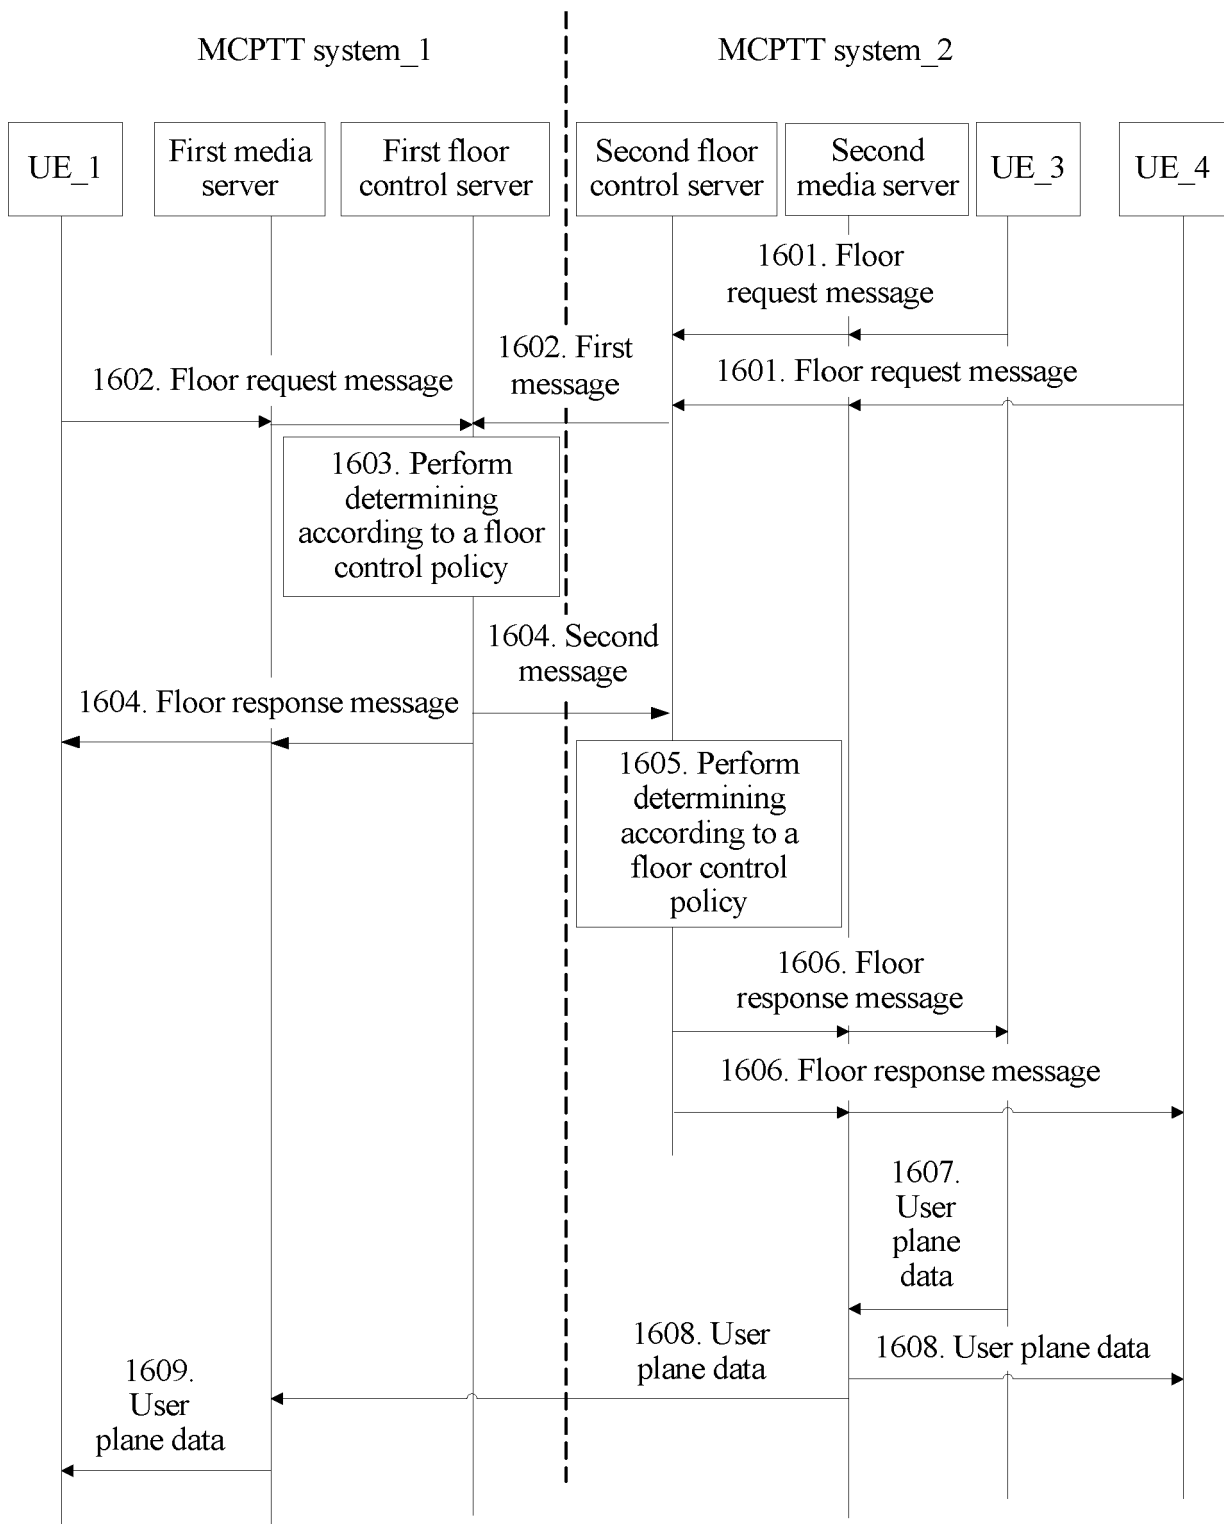 MCPTT system_1
MCPTT system_2
UE_1
First media
server
First floor
control server
Second floor
control server
Second
media server
UE_3
UE_4
1601. Floor
request message
1602. First
message
1602. Floor request message
1601. Floor request message
1603. Perform
determining
according to a floor
control policy
1604. Second
message
1604. Floor response message
1605. Perform
determining
according to a
floor control
policy
1606. Floor
response message
1606. Floor response message
1607.
User
plane
data
1608. User
plane data
1608. User plane data
1609.
User
plane data